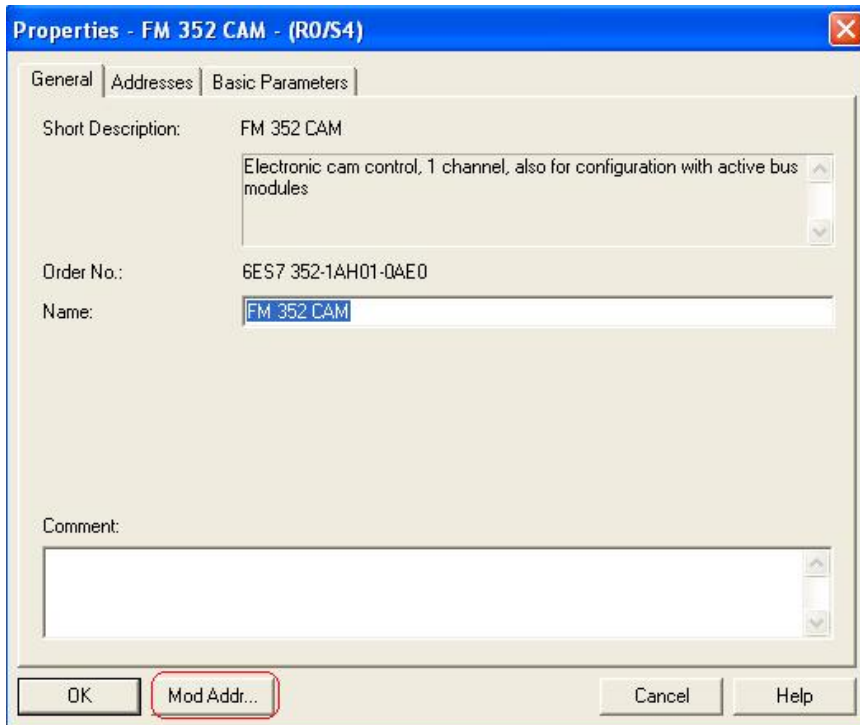 Properties - FM 352 CAM - (R0/S4)
General Addresses Basic Parameters
Short Description: FM 352 CAM
Electronic cam control, 1 channel, also for configuration with active bus
modules
Order No.: 6ES7 352-1AH01-0AE0
Name: FM 352 CAM
Comment:
OK Mod Addr... Cancel Help